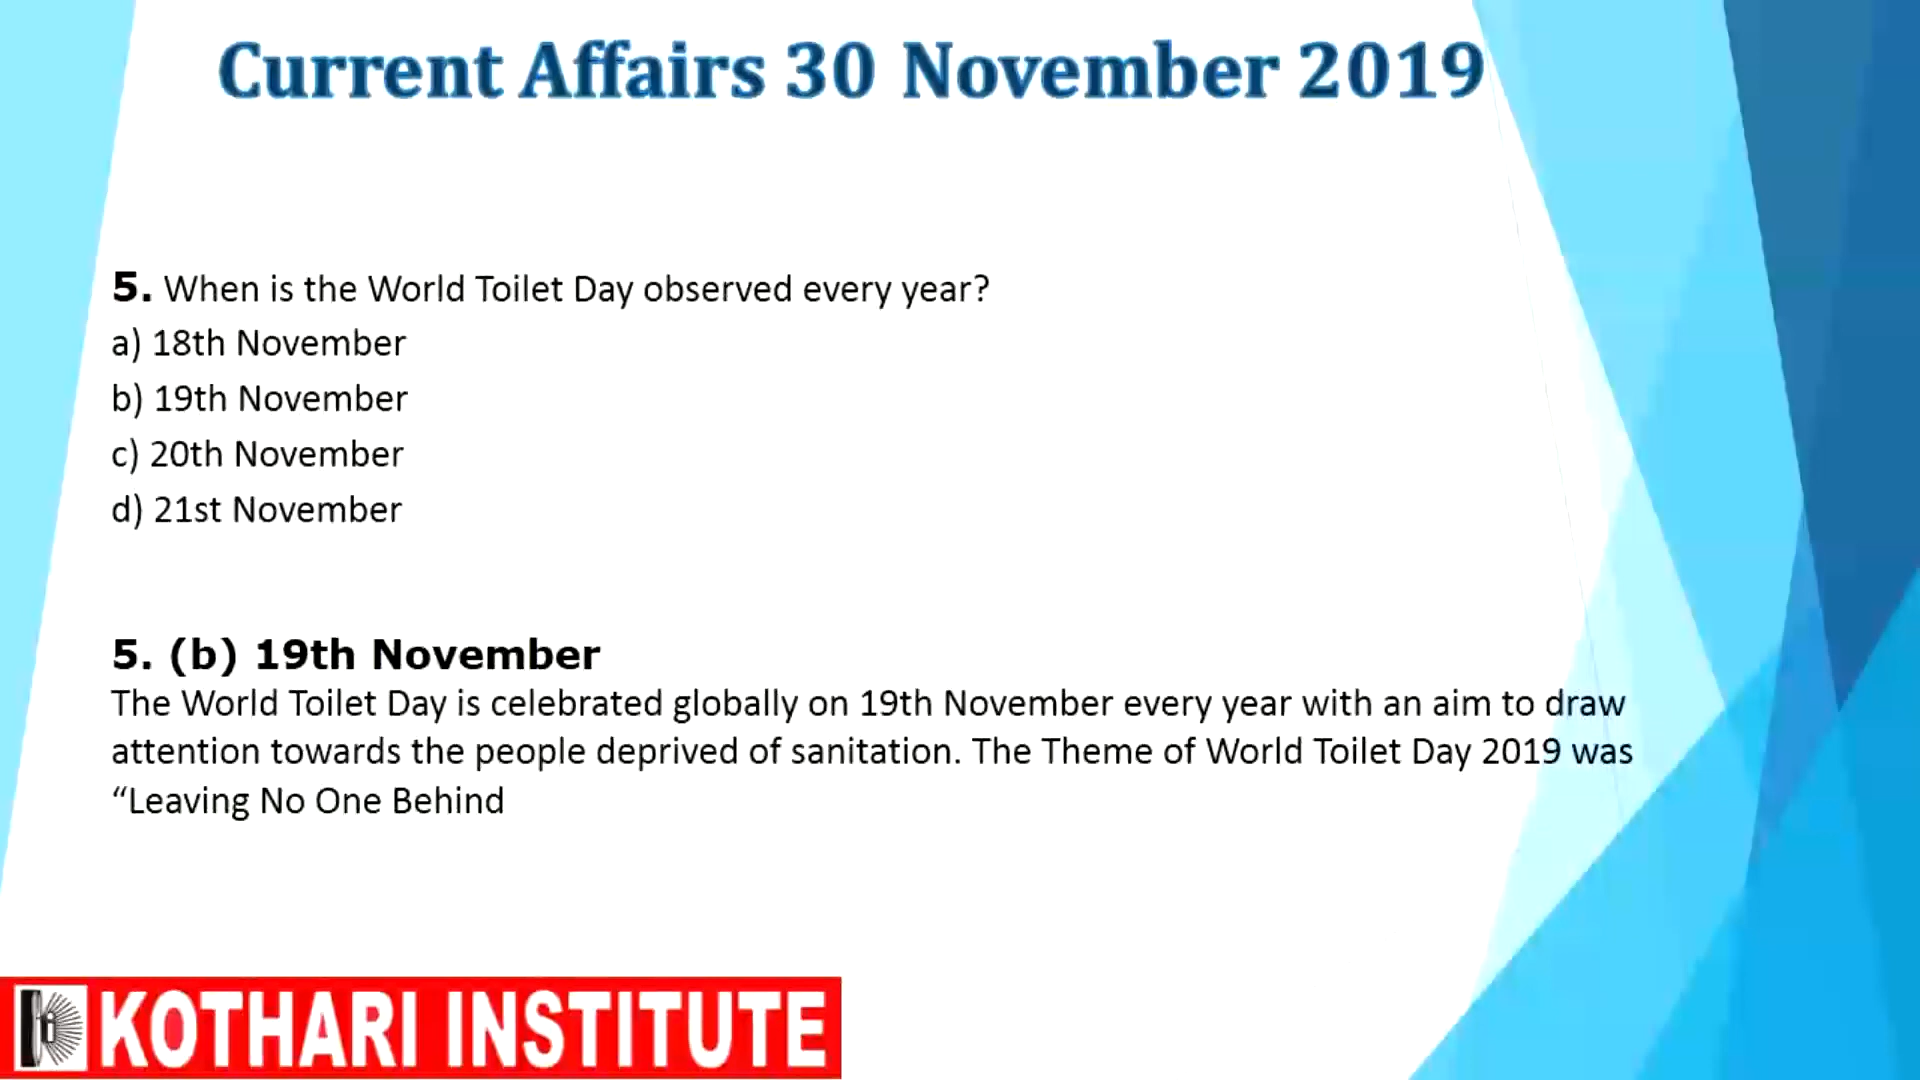 Current Affairs 30 November 2019
5. When is the World Toilet Day observed every year?
a) 18th November
b) 19th November
c) 20th November
d) 21st November
5. (b) 19th November
The World Toilet Day is celebrated globally on 19th November every year with an aim to draw
attention towards the people deprived of sanitation. The Theme of World Toilet Day 2019 was
“Leaving No One Behind
KOTHARI INSTITUTE